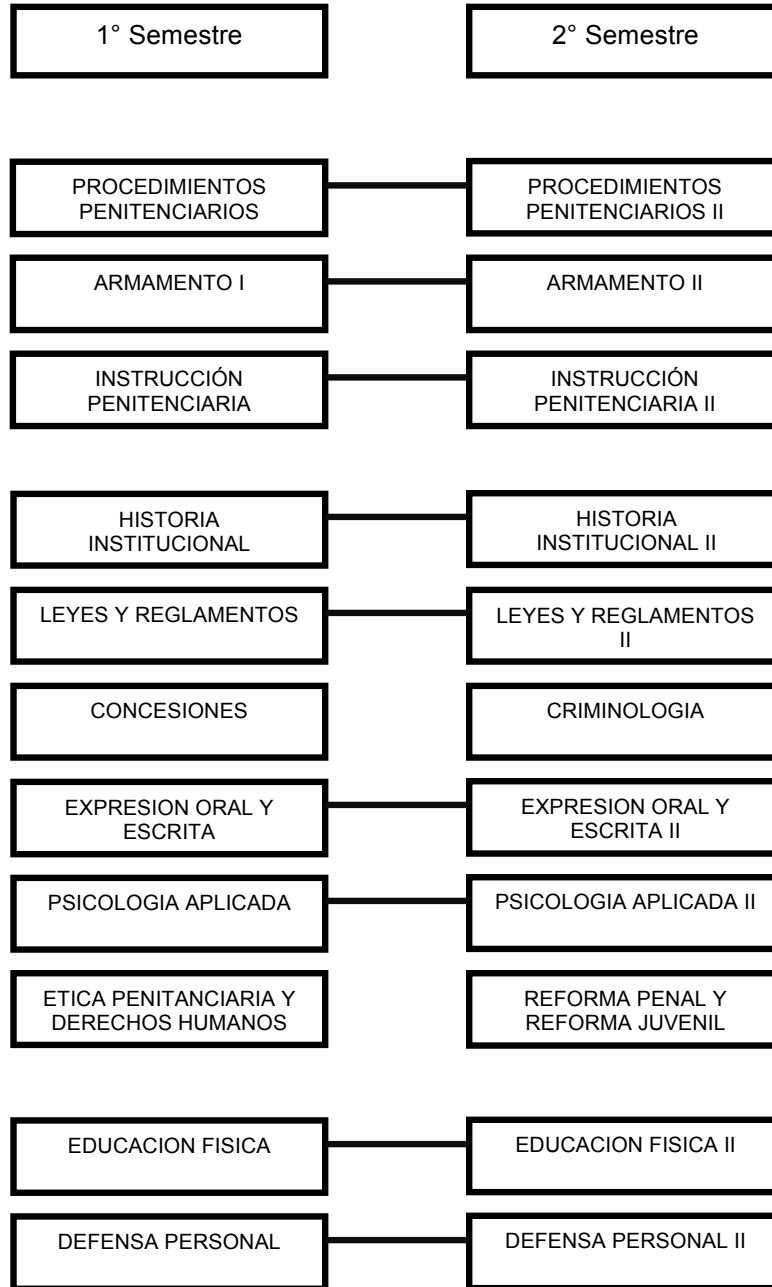 1° Semestre
2° Semestre
PROCEDIMIENTOS
PENITENCIARIOS
PROCEDIMIENTOS
PENITENCIARIOS II
ARMAMENTO I
ARMAMENTO II
INSTRUCCIÓN
PENITENCIARIA
INSTRUCCIÓN
PENITENCIARIA II
HISTORIA
INSTITUCIONAL
HISTORIA
INSTITUCIONAL II
LEYES Y REGLAMENTOS
LEYES Y REGLAMENTOS
II
CONCESIONES
CRIMINOLOGIA
EXPRESION ORAL Y
ESCRITA
EXPRESION ORAL Y
ESCRITA II
PSICOLOGIA APLICADA
PSICOLOGIA APLICADA II
ETICA PENITANCIARIA Y
DERECHOS HUMANOS
REFORMA PENAL Y
REFORMA JUVENIL
EDUCACION FISICA
EDUCACION FISICA II
DEFENSA PERSONAL
DEFENSA PERSONAL II